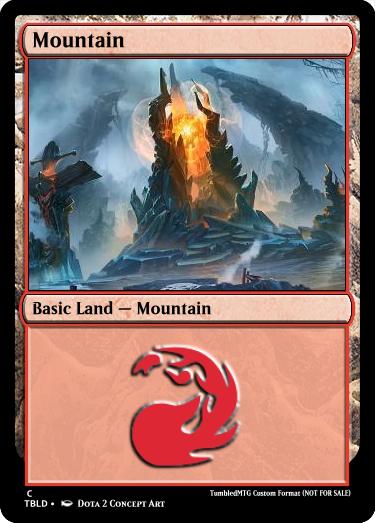 Mountain
Basic Land — Mountain
C
TBLD • Dota 2 Concept Art
TumbledMTG Custom Format (NOT FOR SALE)